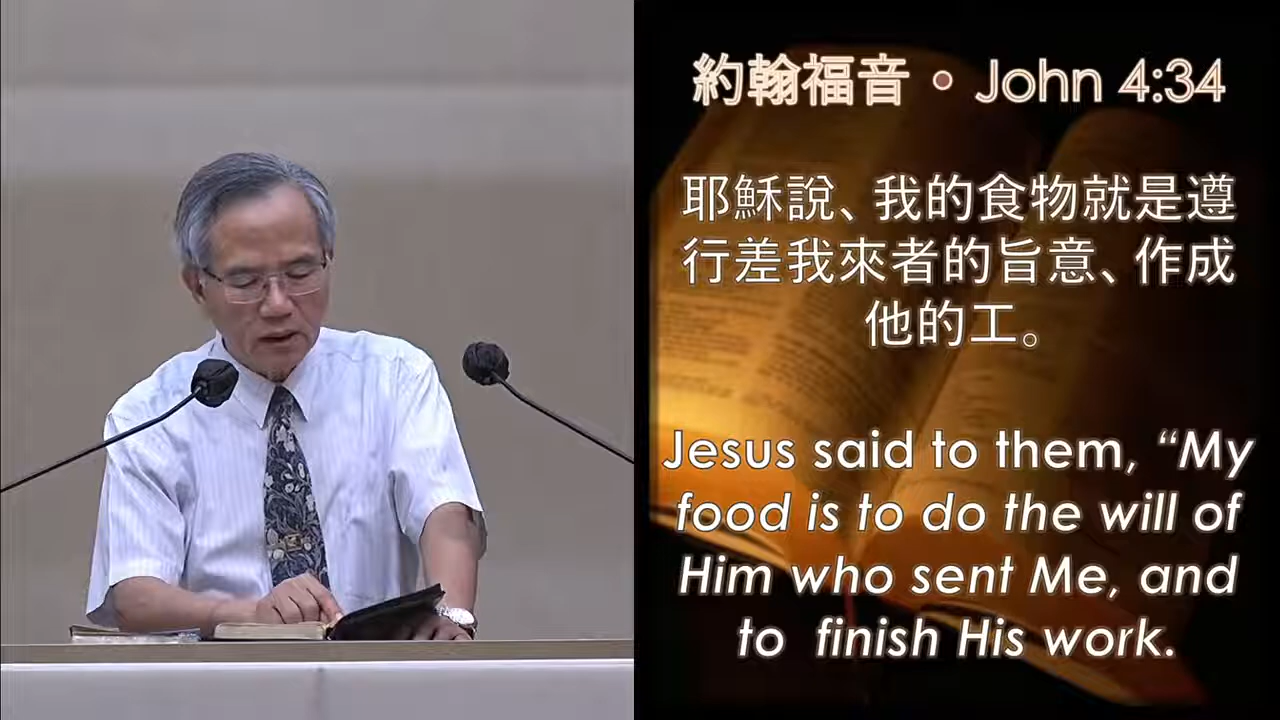 約翰福音 • John 4:34
耶穌說、我的食物就是遵
行差我來者的旨意、作成
他的工。
Jesus said to them, “My
food is to do the will of
Him who sent Me, and
to finish His work.